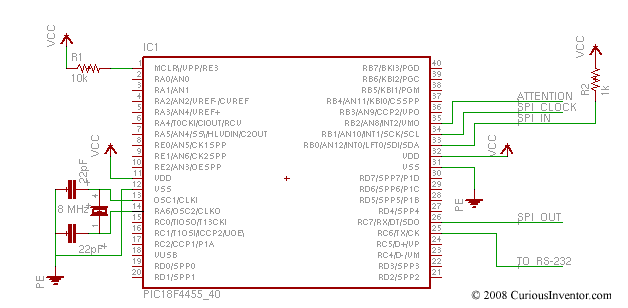 VCC
R1
10k
IC1
1 MCLR/VPP/RE3
2 RA0/AN0
3 RA1/AN1
4 RA2/AN2/VREF-/CVREF
5 RA3/AN3/VREF+
6 RA4/T0CKI/C1OUT/RCV
7 RA5/AN4/SS/HLVDIN/C2OUT
8 RE0/AN5/CK1SPP
9 RE1/AN6/CK2SPP
10 RE2/AN3/OESPP
11 VDD
12 VSS
13 OSC1/CLKI
14 RA6/OSC2/CLKO
15 RC0/T1OSO/T13CKI
16 RC1/T1OSI/CCP2/UOE/
17 RC2/CCP1/P1A
18 VUSB
19 RD0/SPP0
20 RD1/SPP1
RB7/KBI3/PGD 40
RB6/KBI2/PGC 39
RB5/KBI1/PGM 38
RB4/AN11/KBI0/CSSPP 37
RB3/AN9/CCP2/VPO 36
RB2/AN8/INT2/VMO 35
RB1/AN10/INT1/SCK/SCL 34
RB0/AN12/INT0/LFT0/SDI/SDA 33
VDD 32
VSS 31
RD7/SPP7/P1D 30
RD6/SPP6/P1C 29
RD5/SPP5/P1B 28
RD4/SPP4 27
RC7/RX/DT/SDO 26
RC6/TX/CK 25
RC5/D+/VP 24
RC4/D-/VM 23
RD3/SPP3 22
RD2/SPP2 21
PIC18F4455_40
VCC
22pF
8 MHz
22pF
PE
VCC
R2
1k
ATTENTION
SPI CLOCK
SPI IN
VCC
PE
SPI OUT
TO RS-232
© 2008 CuriousInventor.com